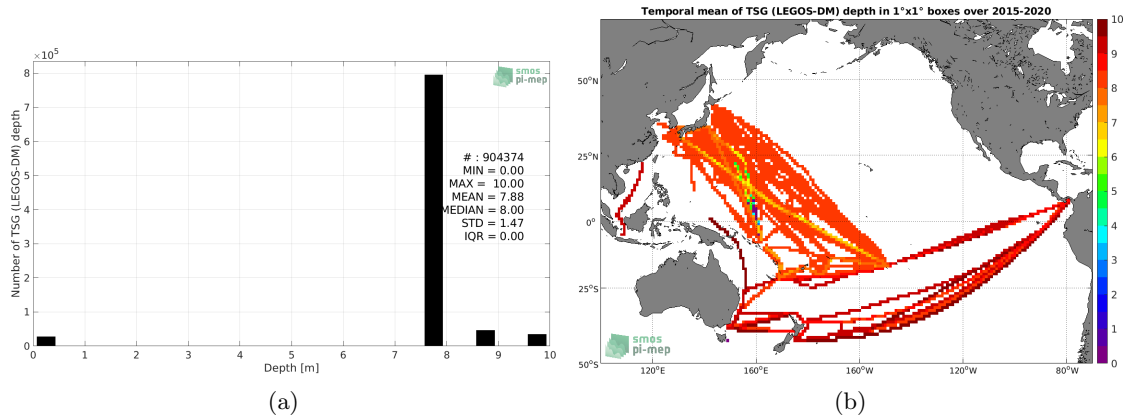 ×10⁵
8
7
6
5
4
3
2
1
0
Number of TSG (LEGOS-DM) depth
smos
pi-mep
# : 904374
MIN = 0.00
MAX = 10.00
MEAN = 7.88
MEDIAN = 8.00
STD = 1.47
IQR = 0.00
0 1 2 3 4 5 6 7 8 9 10
Depth [m]
(a)
Temporal mean of TSG (LEGOS-DM) depth in 1°x1° boxes over 2015-2020
50°N
25°N
0°
25°S
50°S
120°E 160°E 160°W 120°W 80°W
smos
pi-mep
10
9
8
7
6
5
4
3
2
1
0
(b)